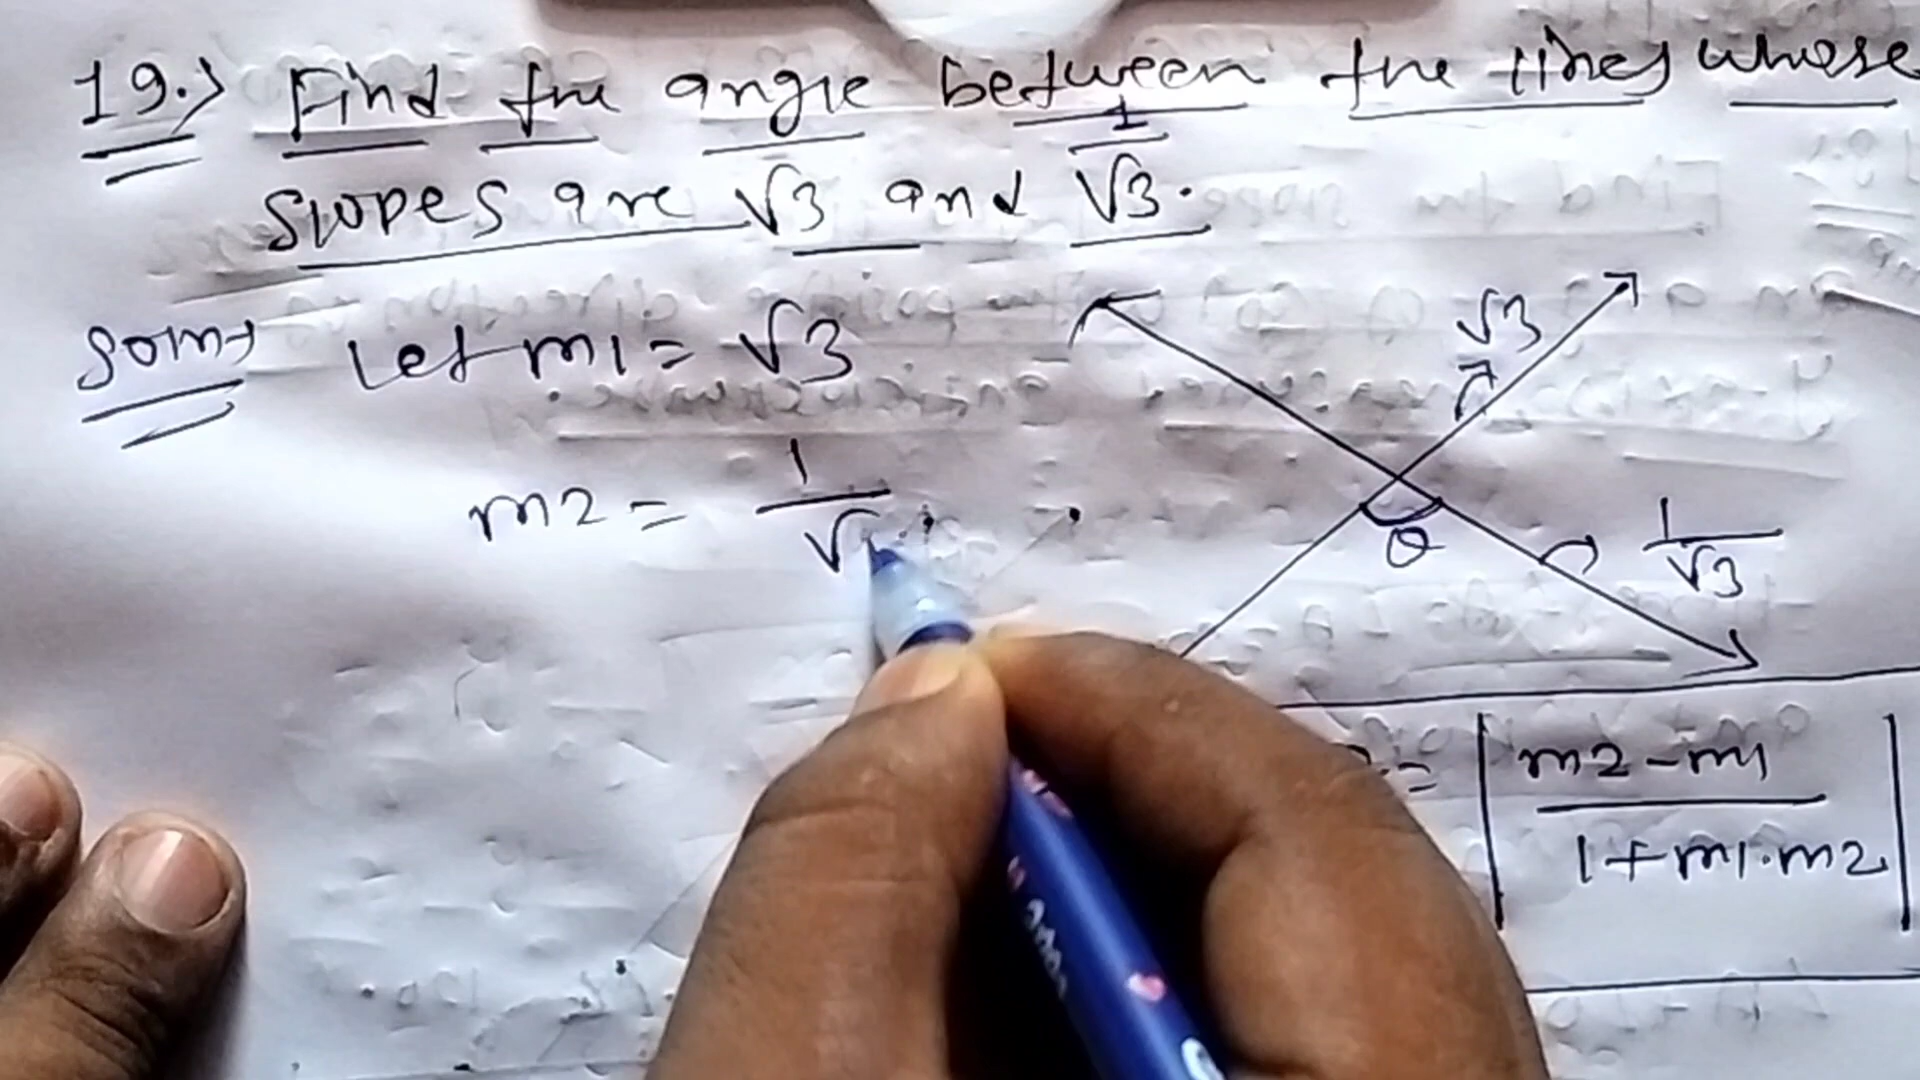 19.) Find the angle between the lines whose
slopes are √3 and 1/√3.
Soln→ Let m1 = √3
m2 = 1/√
√3
θ
1/√3
= | m2-m1 / 1+m1.m2 |